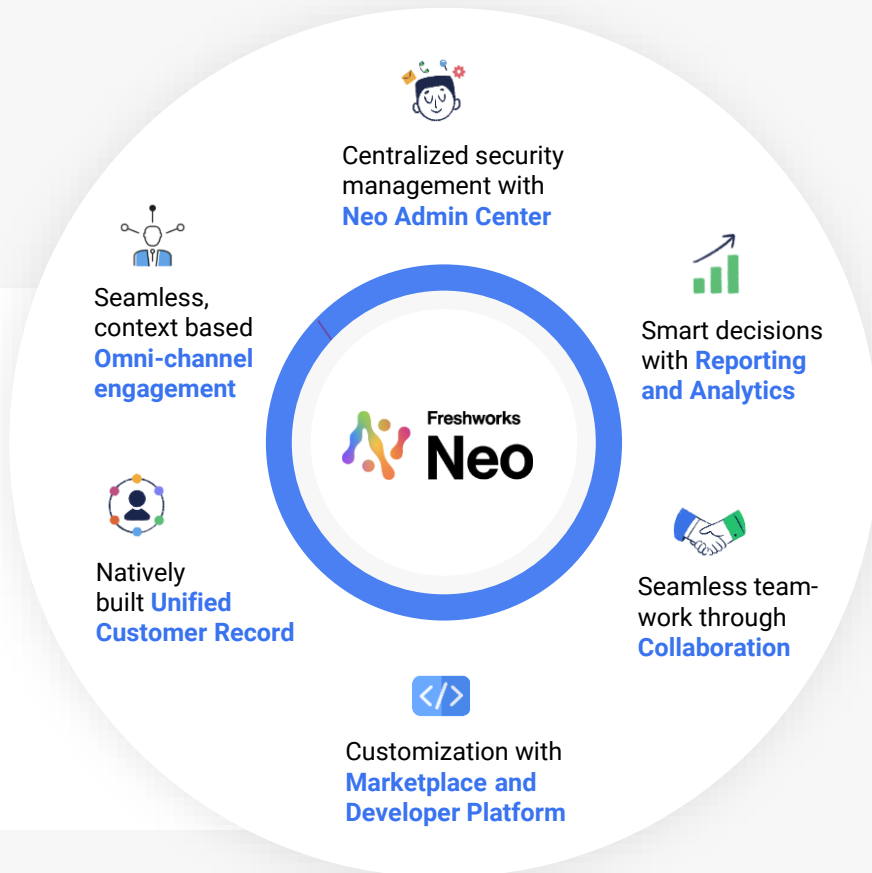 Centralized security
management with
Neo Admin Center
Seamless,
context based
Omni-channel
engagement
Smart decisions
with Reporting
and Analytics
Freshworks
Neo
Natively
built Unified
Customer Record
Seamless team-
work through
Collaboration
Customization with
Marketplace and
Developer Platform